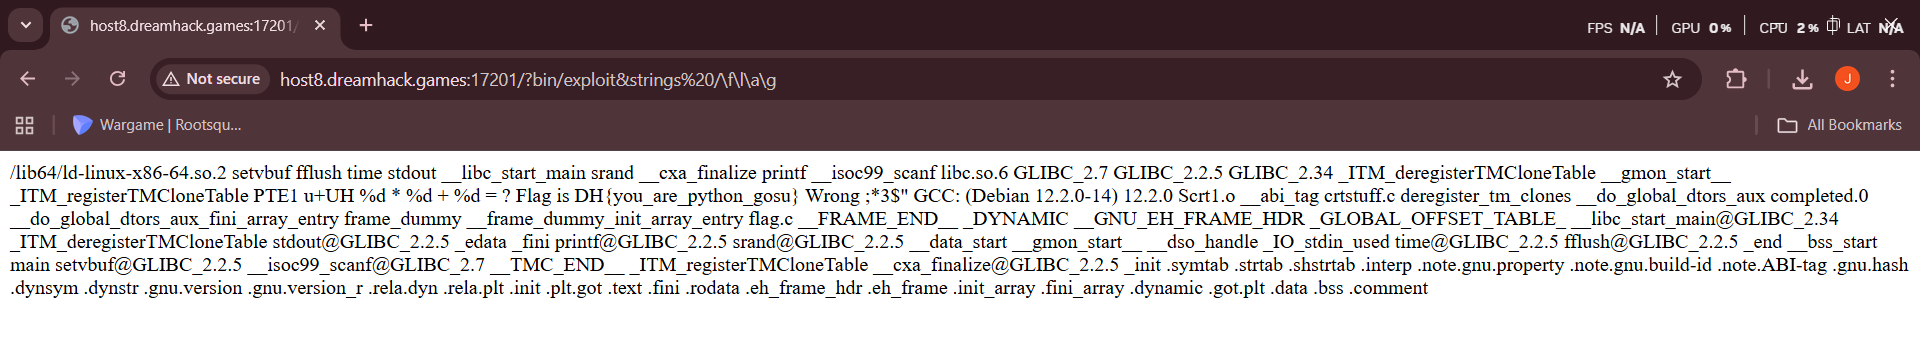 host8.dreamhack.games:17201/
FPS N/A GPU 0% CPU 2% LAT N/A
Not secure host8.dreamhack.games:17201/?bin/exploit&strings%20/\f\l\a\g J
Wargame | Rootsqu... All Bookmarks
/lib64/ld-linux-x86-64.so.2 setvbuf fflush time stdout __libc_start_main srand __cxa_finalize printf __isoc99_scanf libc.so.6 GLIBC_2.7 GLIBC_2.2.5 GLIBC_2.34 _ITM_deregisterTMCloneTable __gmon_start__
_ITM_registerTMCloneTable PTE1 u+UH %d * %d + %d = ? Flag is DH{you_are_python_gosu} Wrong ;*3$" GCC: (Debian 12.2.0-14) 12.2.0 Scrt1.o __abi_tag crtstuff.c deregister_tm_clones __do_global_dtors_aux completed.0
__do_global_dtors_aux_fini_array_entry frame_dummy __frame_dummy_init_array_entry flag.c __FRAME_END__ _DYNAMIC __GNU_EH_FRAME_HDR _GLOBAL_OFFSET_TABLE_ __libc_start_main@GLIBC_2.34
_ITM_deregisterTMCloneTable stdout@GLIBC_2.2.5 _edata _fini printf@GLIBC_2.2.5 srand@GLIBC_2.2.5 __data_start __gmon_start__ __dso_handle _IO_stdin_used time@GLIBC_2.2.5 fflush@GLIBC_2.2.5 _end __bss_start
main setvbuf@GLIBC_2.2.5 __isoc99_scanf@GLIBC_2.7 __TMC_END__ _ITM_registerTMCloneTable __cxa_finalize@GLIBC_2.2.5 _init .symtab .strtab .shstrtab .interp .note.gnu.property .note.gnu.build-id .note.ABI-tag .gnu.hash
.dynsym .dynstr .gnu.version .gnu.version_r .rela.dyn .rela.plt .init .plt.got .text .fini .rodata .eh_frame_hdr .eh_frame .init_array .fini_array .dynamic .got.plt .data .bss .comment